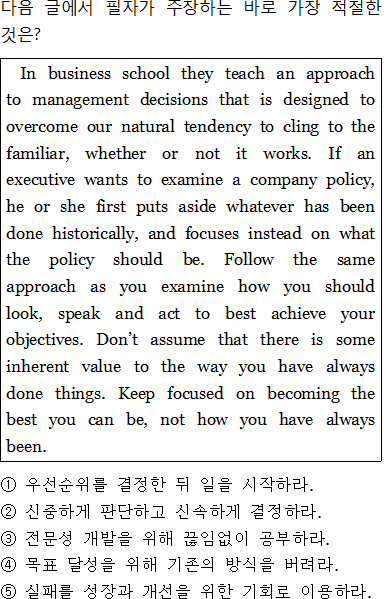 다음 글에서 필자가 주장하는 바로 가장 적절한
것은?
In business school they teach an approach
to management decisions that is designed to
overcome our natural tendency to cling to the
familiar, whether or not it works. If an
executive wants to examine a company policy,
he or she first puts aside whatever has been
done historically, and focuses instead on what
the policy should be. Follow the same
approach as you examine how you should
look, speak and act to best achieve your
objectives. Don't assume that there is some
inherent value to the way you have always
done things. Keep focused on becoming the
best you can be, not how you have always
been.
① 우선순위를 결정한 뒤 일을 시작하라.
② 신중하게 판단하고 신속하게 결정하라.
③ 전문성 개발을 위해 끊임없이 공부하라.
④ 목표 달성을 위해 기존의 방식을 버려라.
⑤ 실패를 성장과 개선을 위한 기회로 이용하라.